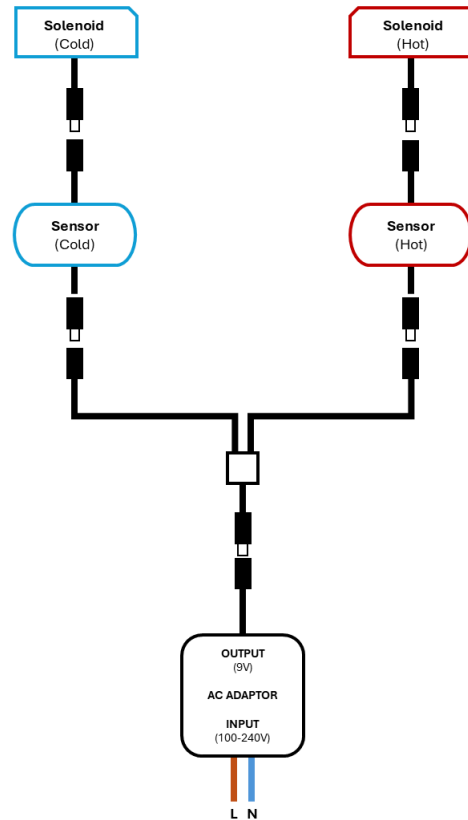 Solenoid
(Cold)
Solenoid
(Hot)
Sensor
(Cold)
Sensor
(Hot)
OUTPUT
(9V)
AC ADAPTOR
INPUT
(100-240V)
L N